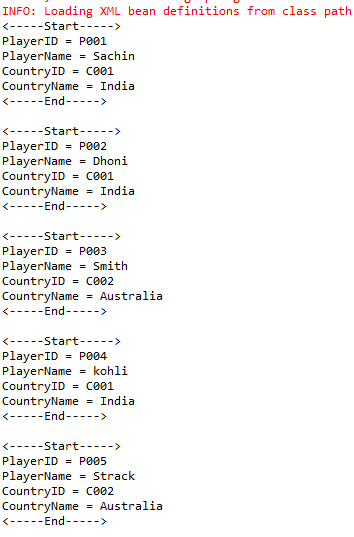 INFO: Loading XML bean definitions from class path
<-----Start----->
PlayerID = P001
PlayerName = Sachin
CountryID = C001
CountryName = India
<-----End----->
<-----Start----->
PlayerID = P002
PlayerName = Dhoni
CountryID = C001
CountryName = India
<-----End----->
<-----Start----->
PlayerID = P003
PlayerName = Smith
CountryID = C002
CountryName = Australia
<-----End----->
<-----Start----->
PlayerID = P004
PlayerName = kohli
CountryID = C001
CountryName = India
<-----End----->
<-----Start----->
PlayerID = P005
PlayerName = Strack
CountryID = C002
CountryName = Australia
<-----End----->